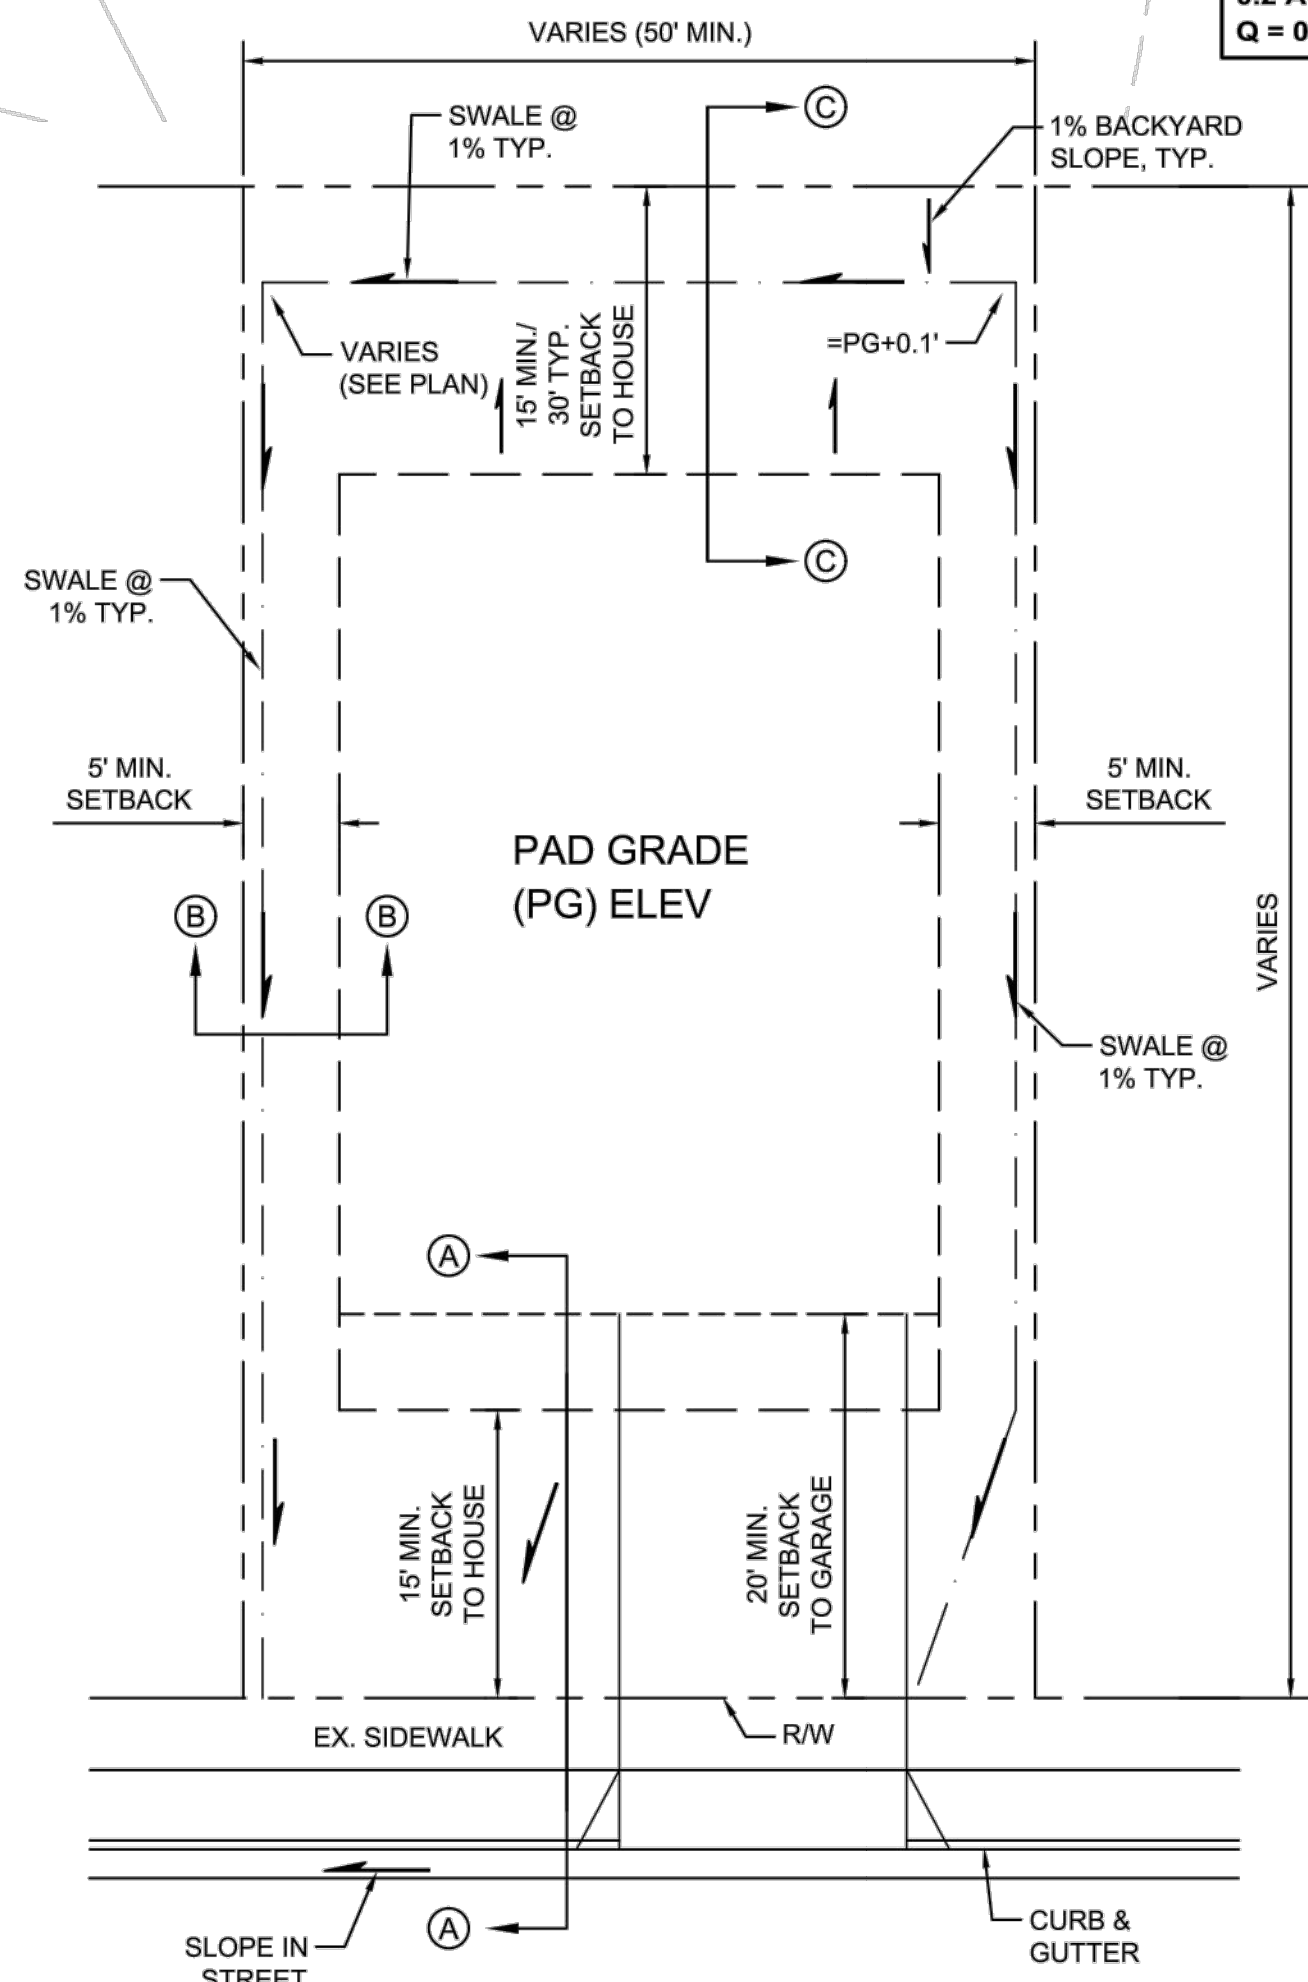 VARIES (50' MIN.)
Q = 0
SWALE @
1% TYP.
C
1% BACKYARD
SLOPE, TYP.
VARIES
(SEE PLAN)
15' MIN./
30' TYP.
SETBACK
TO HOUSE
=PG+0.1'
C
SWALE @
1% TYP.
5' MIN.
SETBACK
5' MIN.
SETBACK
PAD GRADE
(PG) ELEV
B
B
VARIES
SWALE @
1% TYP.
A
15' MIN.
SETBACK
TO HOUSE
20' MIN.
SETBACK
TO GARAGE
EX. SIDEWALK
R/W
A
SLOPE IN
STREET
CURB &
GUTTER